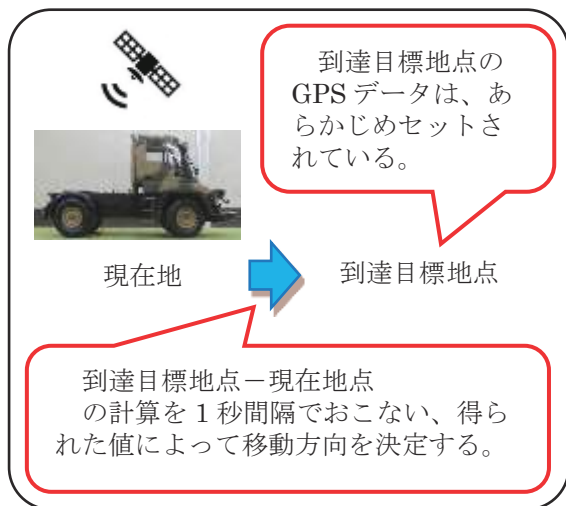 到達目標地点の
GPSデータは、あ
らかじめセットさ
れている。
現在地
到達目標地点
到達目標地点－現在地点
の計算を1秒間隔でおこない、得ら
れた値によって移動方向を決定する。